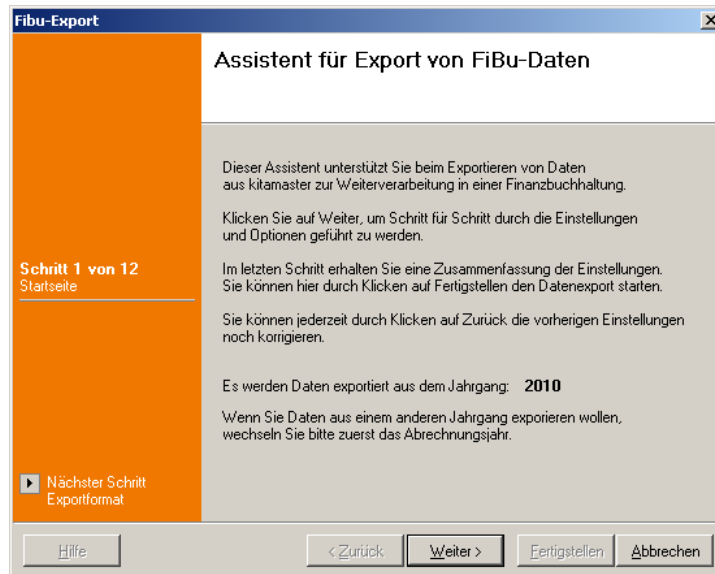 Fibu-Export
Assistent für Export von FiBu-Daten
Dieser Assistent unterstützt Sie beim Exportieren von Daten
aus kitamaster zur Weiterverarbeitung in einer Finanzbuchhaltung.
Klicken Sie auf Weiter, um Schritt für Schritt durch die Einstellungen
und Optionen geführt zu werden.
Schritt 1 von 12
Startseite
Im letzten Schritt erhalten Sie eine Zusammenfassung der Einstellungen.
Sie können hier durch Klicken auf Fertigstellen den Datenexport starten.
Sie können jederzeit durch Klicken auf Zurück die vorherigen Einstellungen
noch korrigieren.
Es werden Daten exportiert aus dem Jahrgang: 2010
Wenn Sie Daten aus einem anderen Jahrgang exporieren wollen,
wechseln Sie bitte zuerst das Abrechnungsjahr.
Nächster Schritt
Exportformat
Hilfe < Zurück Weiter > Fertigstellen Abbrechen